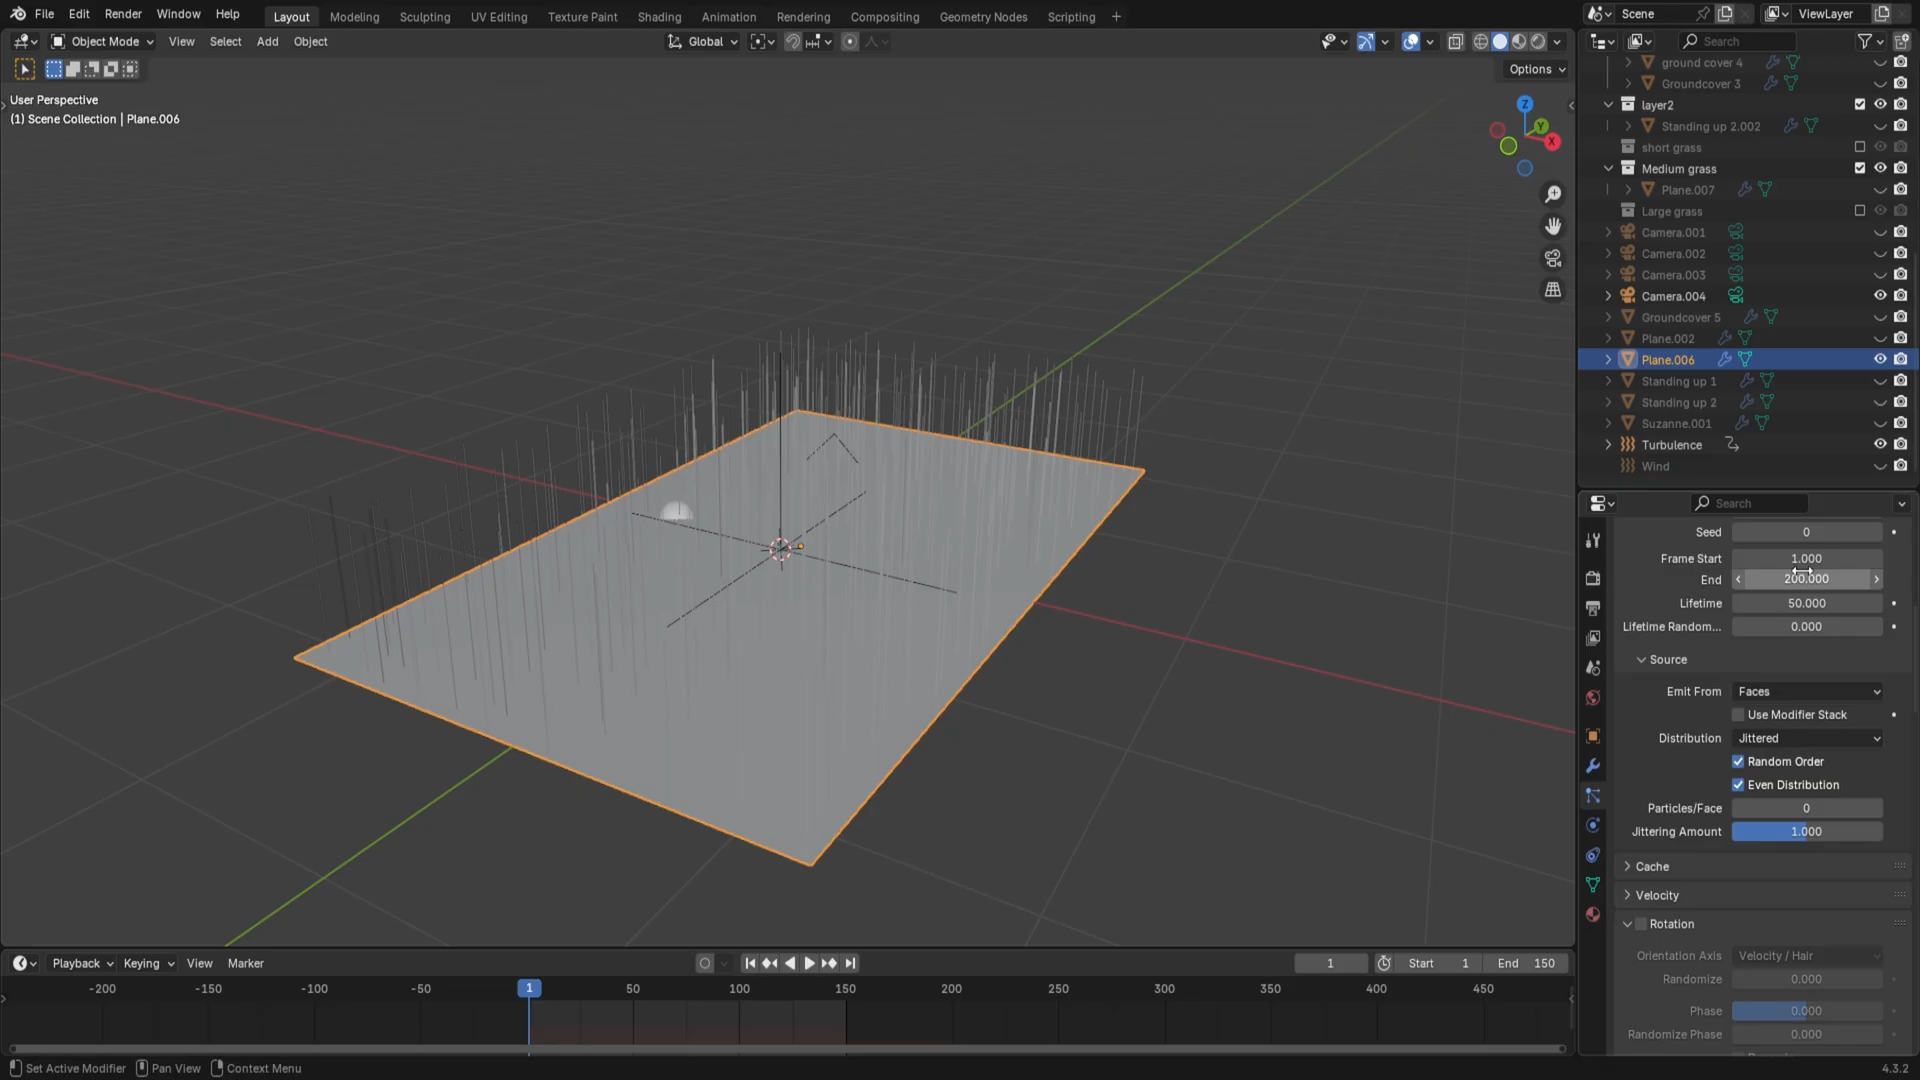 File Edit Render Window Help Layout Modeling Sculpting UV Editing Texture Paint Shading Animation Rendering Compositing Geometry Nodes Scripting + Scene ViewLayer
Object Mode View Select Add Object Global Search
Options
User Perspective
(1) Scene Collection | Plane.006
Z
Y
X
ground cover 4
Groundcover 3
layer2
Standing up 2.002
short grass
Medium grass
Plane.007
Large grass
Camera.001
Camera.002
Camera.003
Camera.004
Groundcover 5
Plane.002
Plane.006
Standing up 1
Standing up 2
Suzanne.001
Turbulence
Wind
Search
Seed 0
Frame Start 1.000
End 200.000
Lifetime 50.000
Lifetime Random... 0.000
Source
Emit From Faces
Use Modifier Stack
Distribution Jittered
Random Order
Even Distribution
Particles/Face 0
Jittering Amount 1.000
Cache
Velocity
Rotation
Orientation Axis Velocity / Hair
Randomize 0.000
Phase 0.000
Randomize Phase 0.000
Playback Keying View Marker 1 Start 1 End 150
-200 -150 -100 -50 1 50 100 150 200 250 300 350 400 450
Set Active Modifier Pan View Context Menu 4.3.2